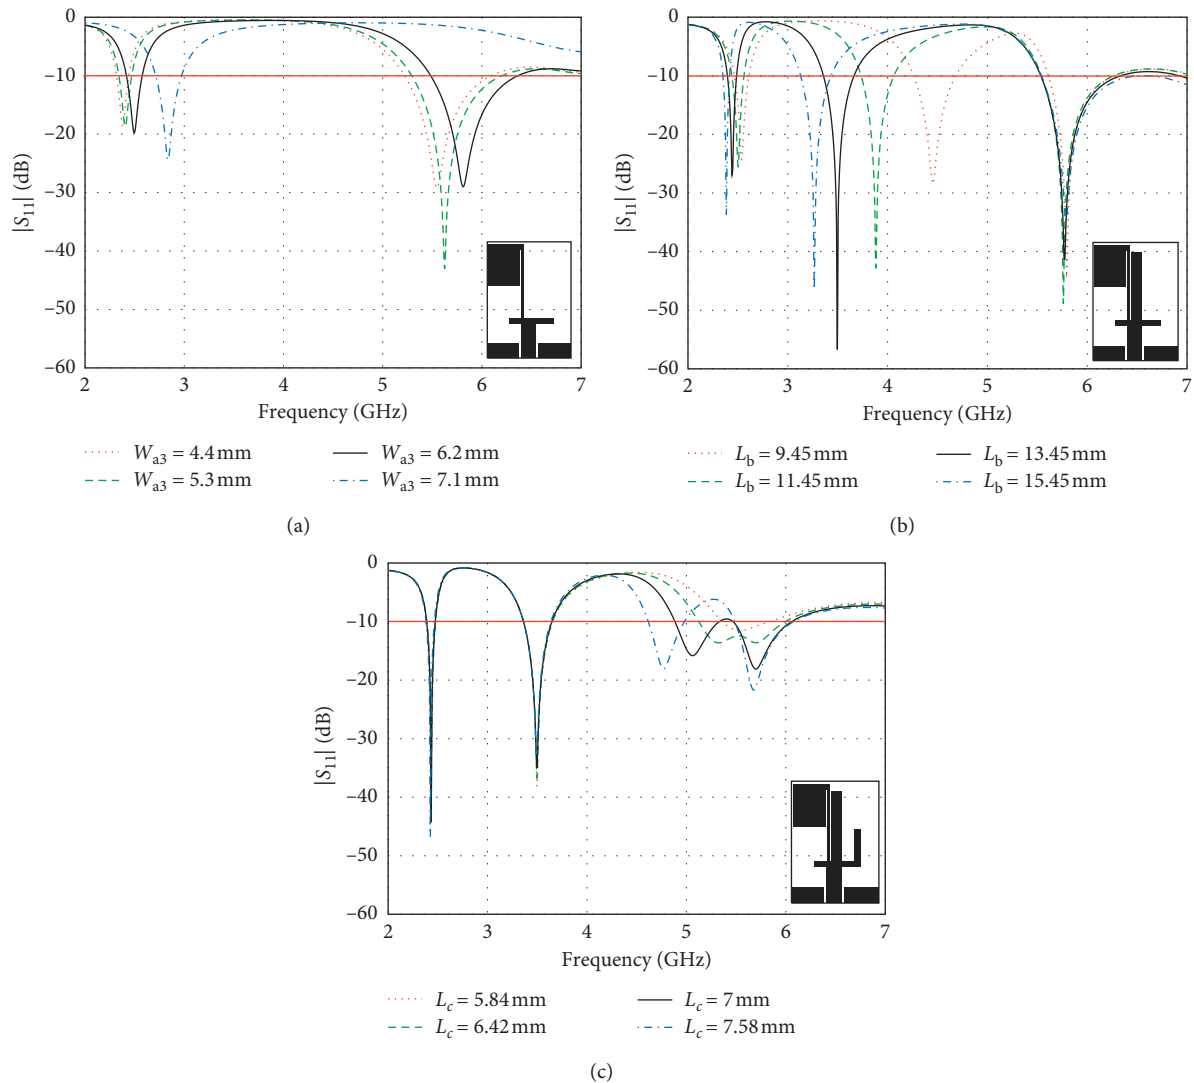 0
−10
−20
−30
−40
−50
−60
|S11| (dB)
2 3 4 5 6 7
Frequency (GHz)
Wa3 = 4.4 mm
Wa3 = 5.3 mm
Wa3 = 6.2 mm
Wa3 = 7.1 mm
(a)
0
−10
−20
−30
−40
−50
−60
|S11| (dB)
2 3 4 5 6 7
Frequency (GHz)
Lb = 9.45 mm
Lb = 11.45 mm
Lb = 13.45 mm
Lb = 15.45 mm
(b)
0
−10
−20
−30
−40
−50
−60
|S11| (dB)
2 3 4 5 6 7
Frequency (GHz)
Lc = 5.84 mm
Lc = 6.42 mm
Lc = 7 mm
Lc = 7.58 mm
(c)